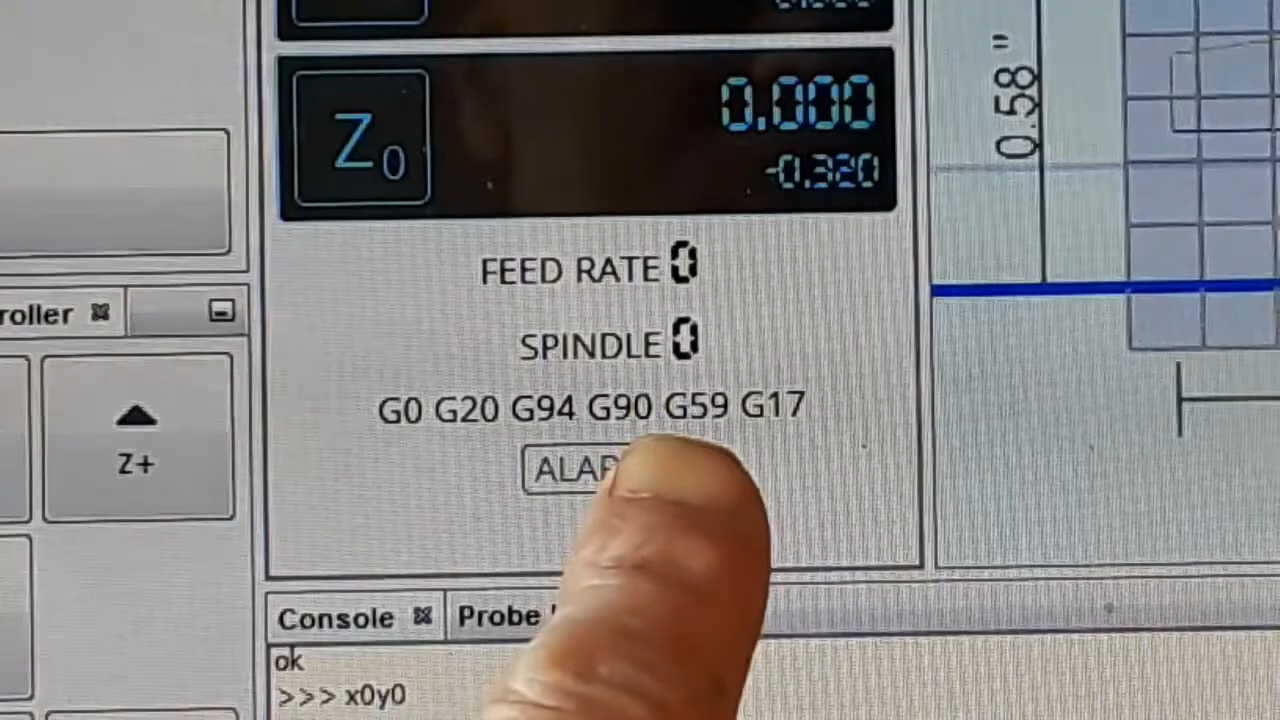 Z0
0.000
-0.320
0.58 "
FEED RATE 0
SPINDLE 0
G0 G20 G94 G90 G59 G17
roller
Z+
Console
Probe
ok
>>> x0y0